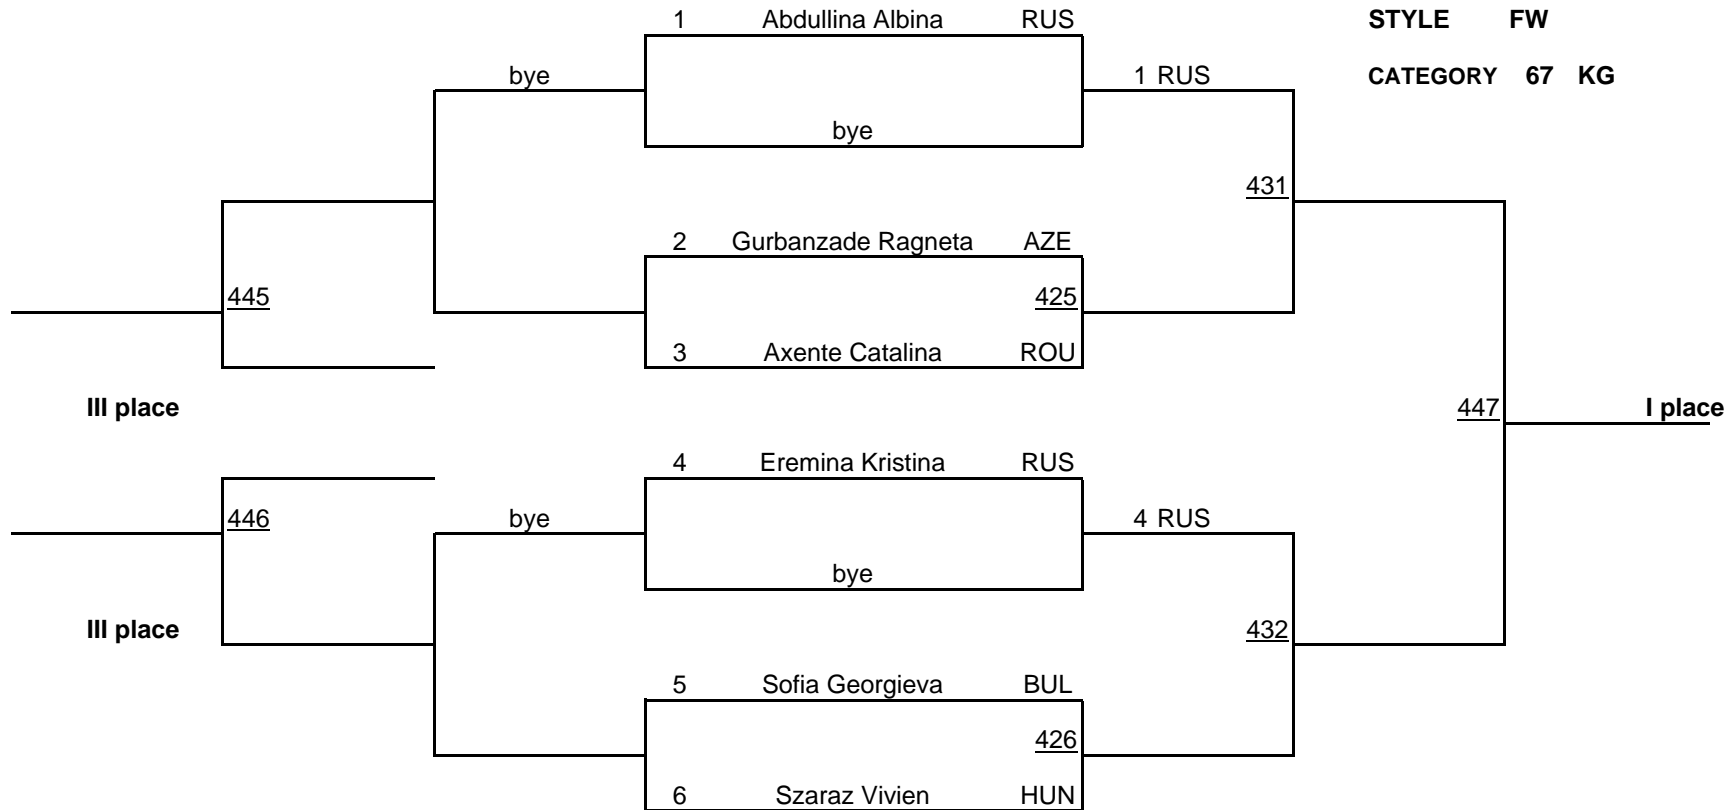 1 Abdullina Albina RUS STYLE FW
bye 1 RUS CATEGORY 67 KG
bye
431
2 Gurbanzade Ragneta AZE
445 425
3 Axente Catalina ROU
III place 447 I place
4 Eremina Kristina RUS
446 bye 4 RUS
bye
III place 432
5 Sofia Georgieva BUL
426
6 Szaraz Vivien HUN